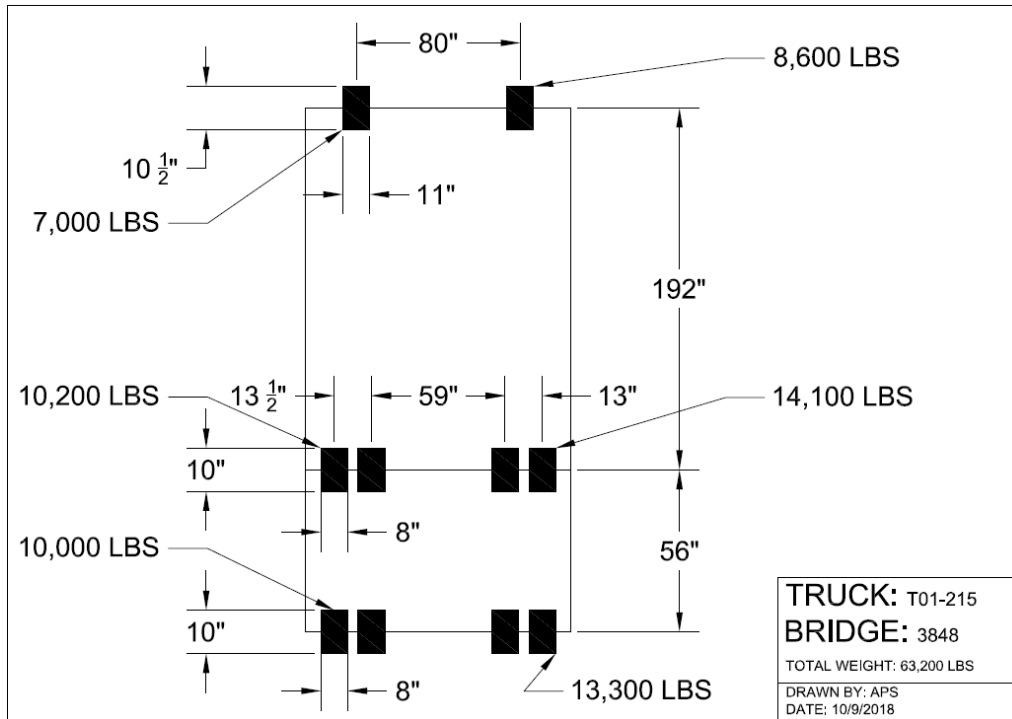 80"
8,600 LBS
10 1/2"
11"
7,000 LBS
192"
10,200 LBS
13 1/2"
59"
13"
14,100 LBS
10"
8"
10,000 LBS
56"
10"
8"
13,300 LBS
TRUCK: T01-215
BRIDGE: 3848
TOTAL WEIGHT: 63,200 LBS
DRAWN BY: APS
DATE: 10/9/2018